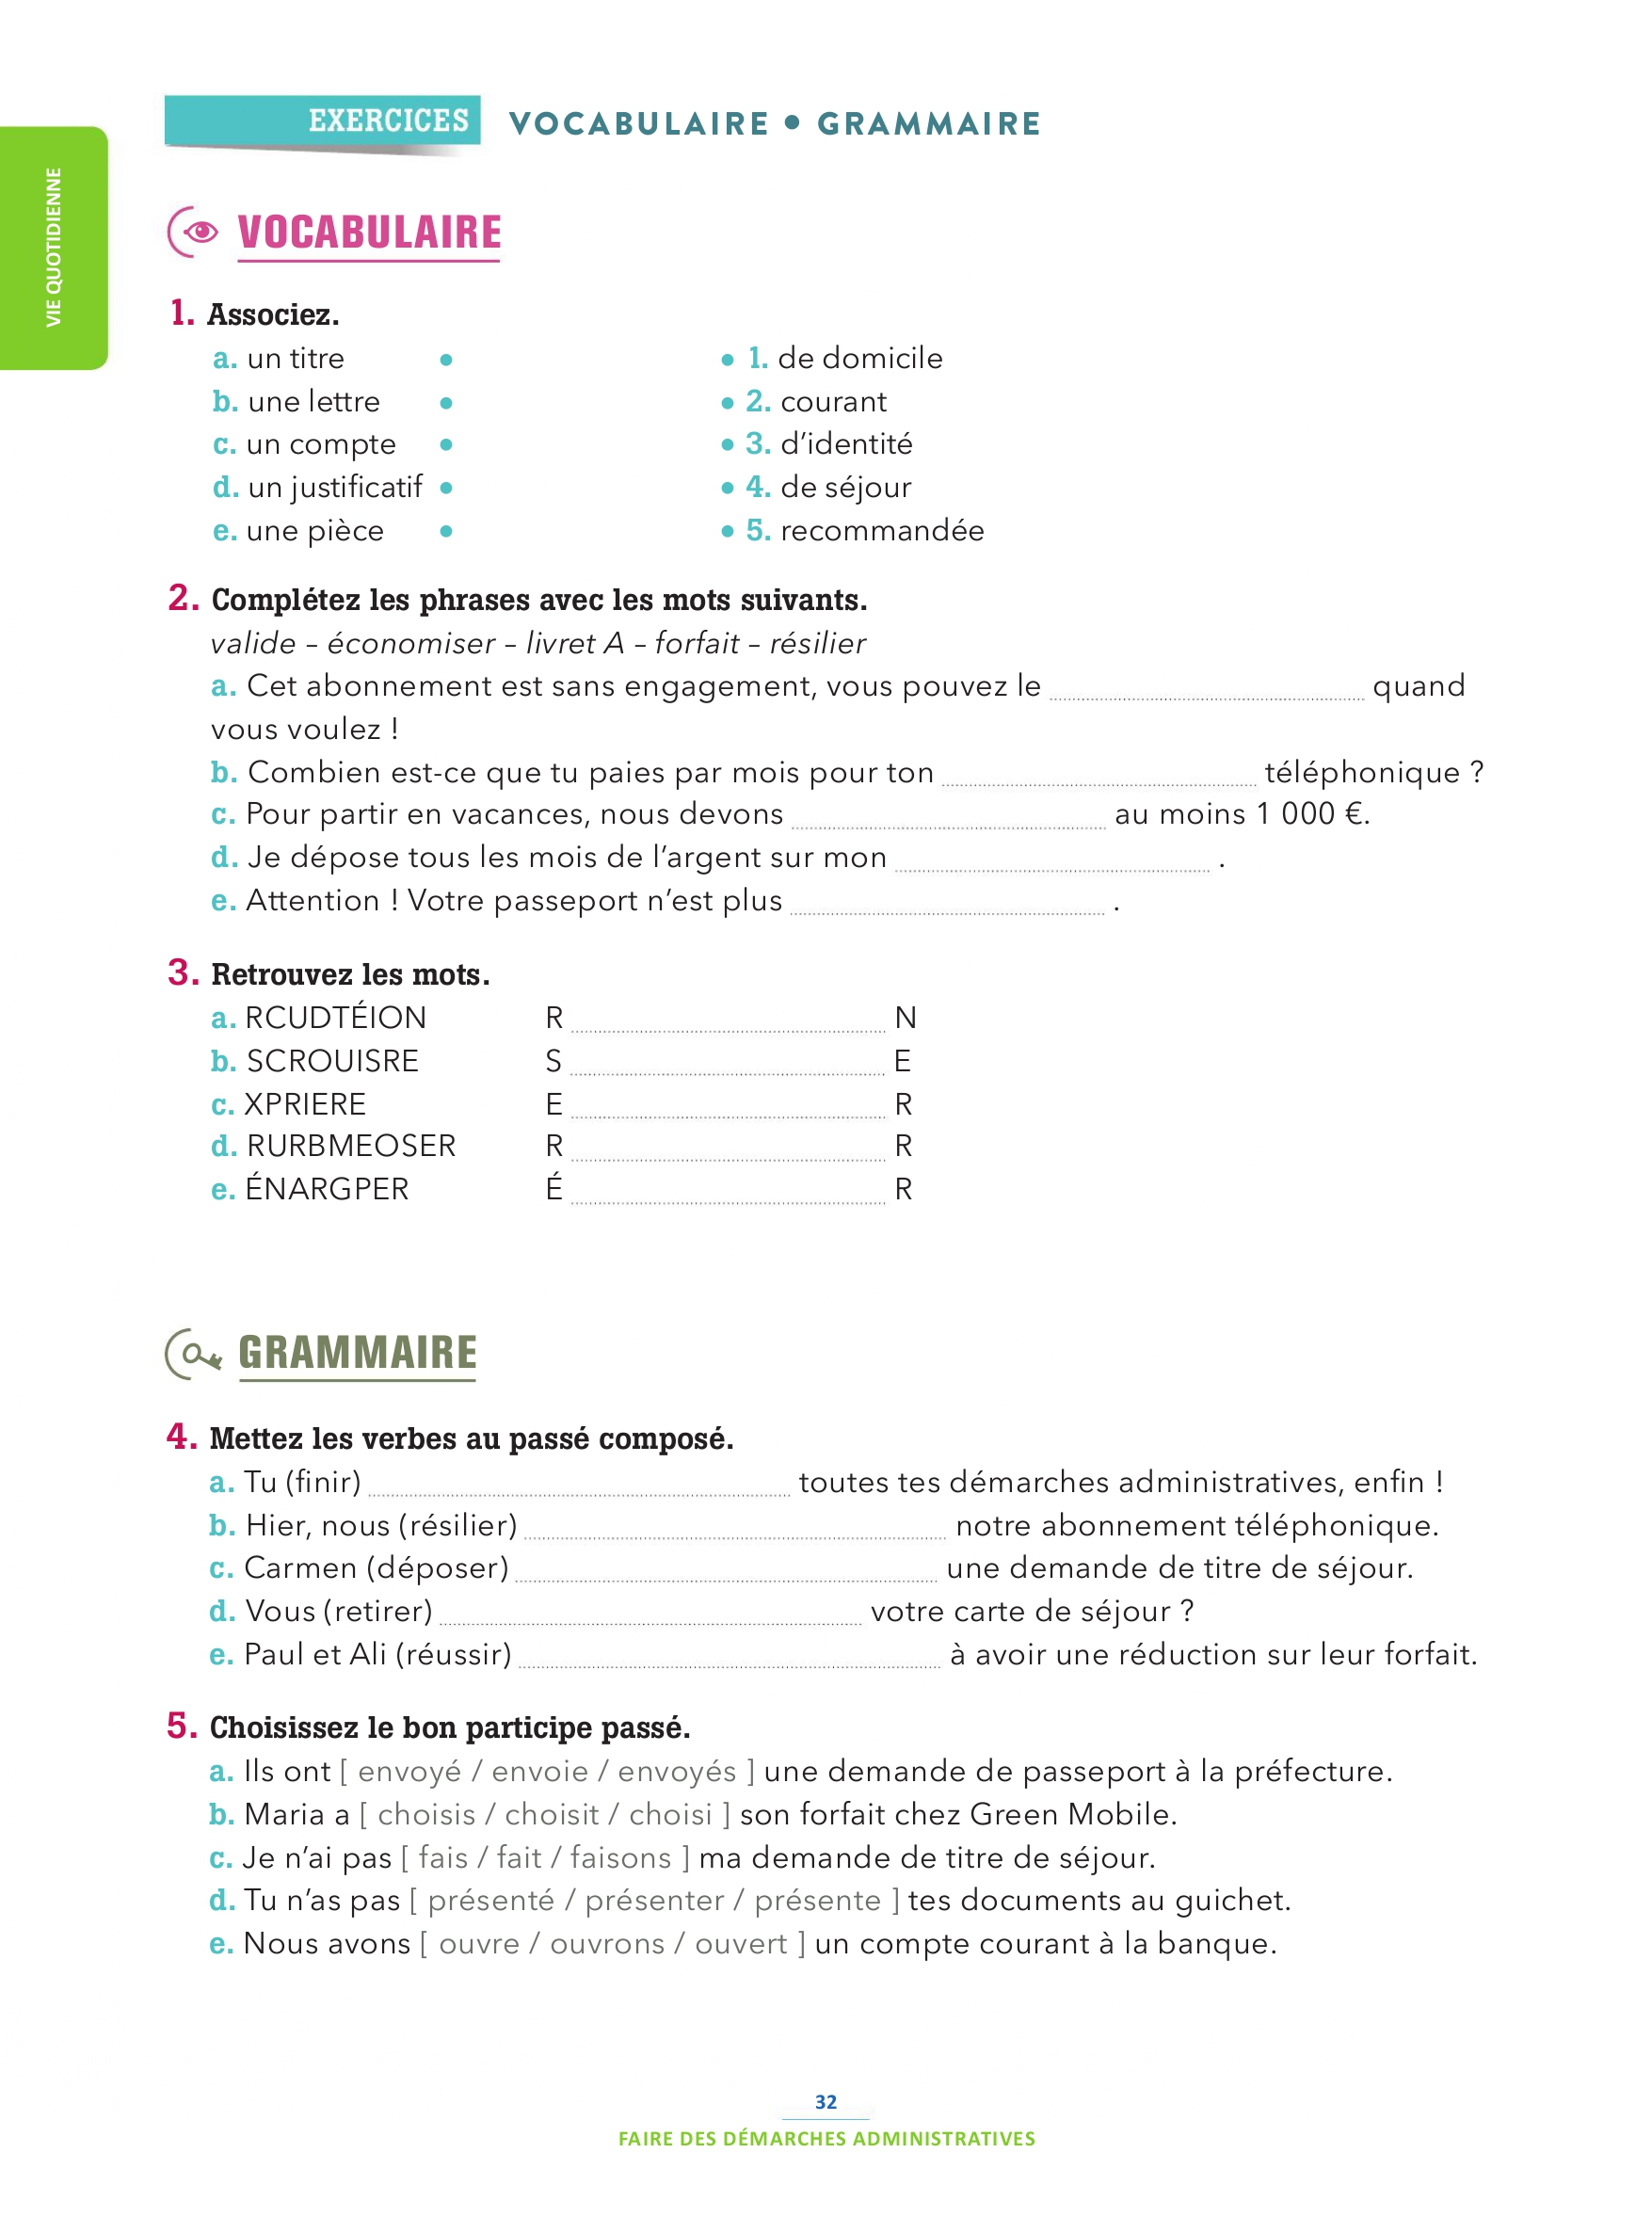 EXERCICES VOCABULAIRE • GRAMMAIRE
VIE QUOTIDIENNE
VOCABULAIRE
1. Associez.
a. un titre • • 1. de domicile
b. une lettre • • 2. courant
c. un compte • • 3. d'identité
d. un justificatif • • 4. de séjour
e. une pièce • • 5. recommandée
2. Complétez les phrases avec les mots suivants.
valide – économiser – livret A – forfait – résilier
a. Cet abonnement est sans engagement, vous pouvez le ........ quand
vous voulez !
b. Combien est-ce que tu paies par mois pour ton ........ téléphonique ?
c. Pour partir en vacances, nous devons ........ au moins 1 000 €.
d. Je dépose tous les mois de l'argent sur mon ........ .
e. Attention ! Votre passeport n'est plus ........ .
3. Retrouvez les mots.
a. RCUDTÉION R ........ N
b. SCROUISRE S ........ E
c. XPRIERE E ........ R
d. RURBMEOSER R ........ R
e. ÉNARGPER É ........ R
GRAMMAIRE
4. Mettez les verbes au passé composé.
a. Tu (finir) ........ toutes tes démarches administratives, enfin !
b. Hier, nous (résilier) ........ notre abonnement téléphonique.
c. Carmen (déposer) ........ une demande de titre de séjour.
d. Vous (retirer) ........ votre carte de séjour ?
e. Paul et Ali (réussir) ........ à avoir une réduction sur leur forfait.
5. Choisissez le bon participe passé.
a. Ils ont [ envoyé / envoie / envoyés ] une demande de passeport à la préfecture.
b. Maria a [ choisis / choisit / choisi ] son forfait chez Green Mobile.
c. Je n'ai pas [ fais / fait / faisons ] ma demande de titre de séjour.
d. Tu n'as pas [ présenté / présenter / présente ] tes documents au guichet.
e. Nous avons [ ouvre / ouvrons / ouvert ] un compte courant à la banque.
32
FAIRE DES DÉMARCHES ADMINISTRATIVES